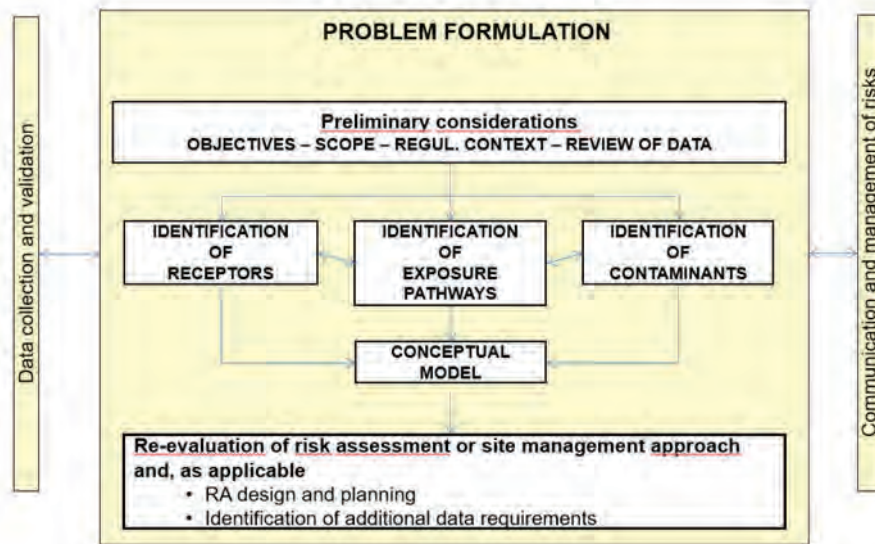 Data collection and validation
PROBLEM FORMULATION
Preliminary considerations
OBJECTIVES – SCOPE – REGUL. CONTEXT – REVIEW OF DATA
IDENTIFICATION
OF
RECEPTORS
IDENTIFICATION
OF
EXPOSURE
PATHWAYS
IDENTIFICATION
OF
CONTAMINANTS
CONCEPTUAL
MODEL
Re-evaluation of risk assessment or site management approach
and, as applicable
• RA design and planning
• Identification of additional data requirements
Communication and management of risks